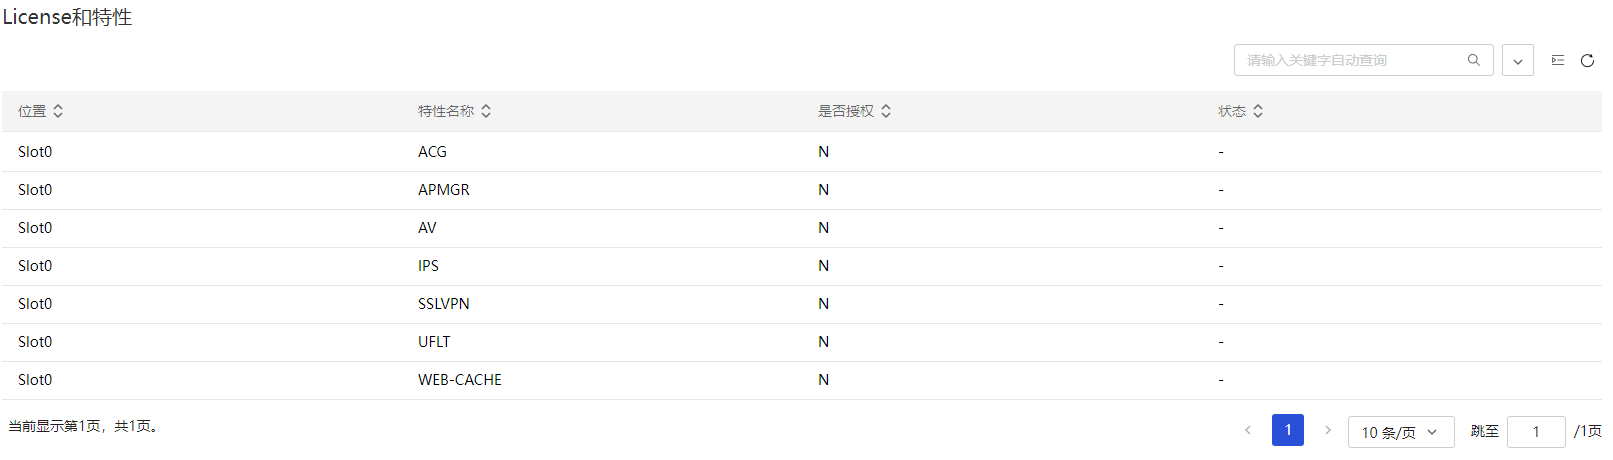 License和特性
请输入关键字自动查询
位置 特性名称 是否授权 状态
Slot0 ACG N -
Slot0 APMGR N -
Slot0 AV N -
Slot0 IPS N -
Slot0 SSLVPN N -
Slot0 UFLT N -
Slot0 WEB-CACHE N -
当前显示第1页，共1页。 1 10 条/页 跳至 1 /1页